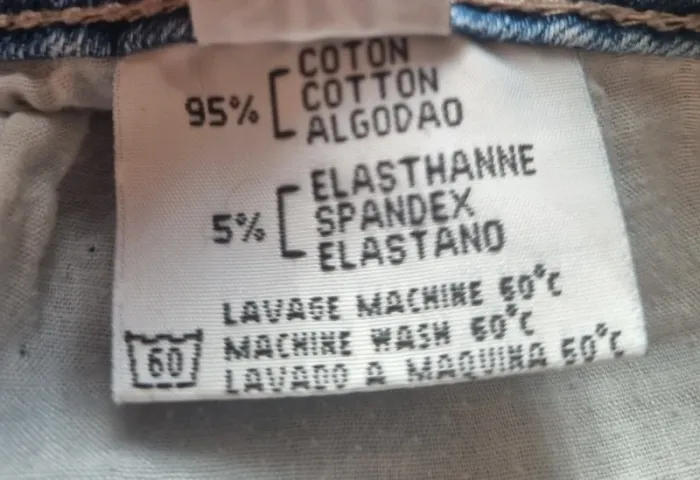 95% COTON
COTTON
ALGODAO
5% ELASTHANNE
SPANDEX
ELASTANO
LAVAGE MACHINE 60°C
60 MACHINE WASH 60°C
LAVADO A MAQUINA 60°C